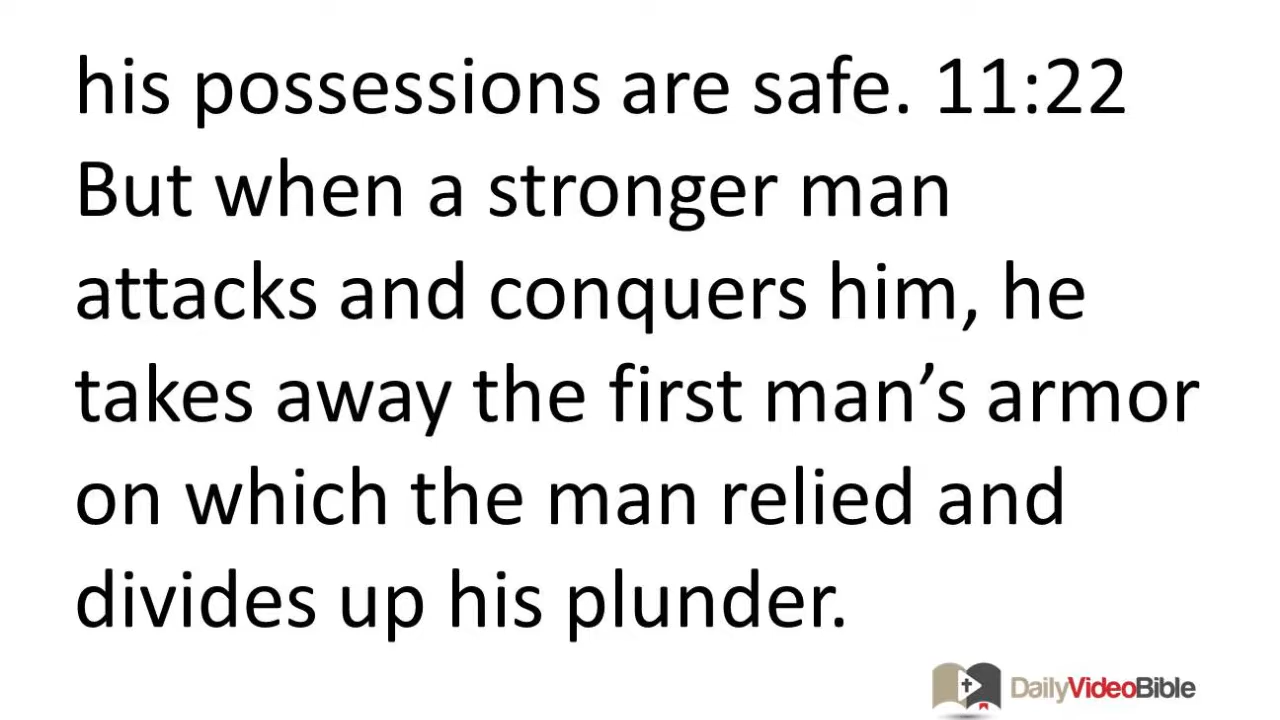 his possessions are safe. 11:22
But when a stronger man
attacks and conquers him, he
takes away the first man’s armor
on which the man relied and
divides up his plunder.
DailyVideoBible